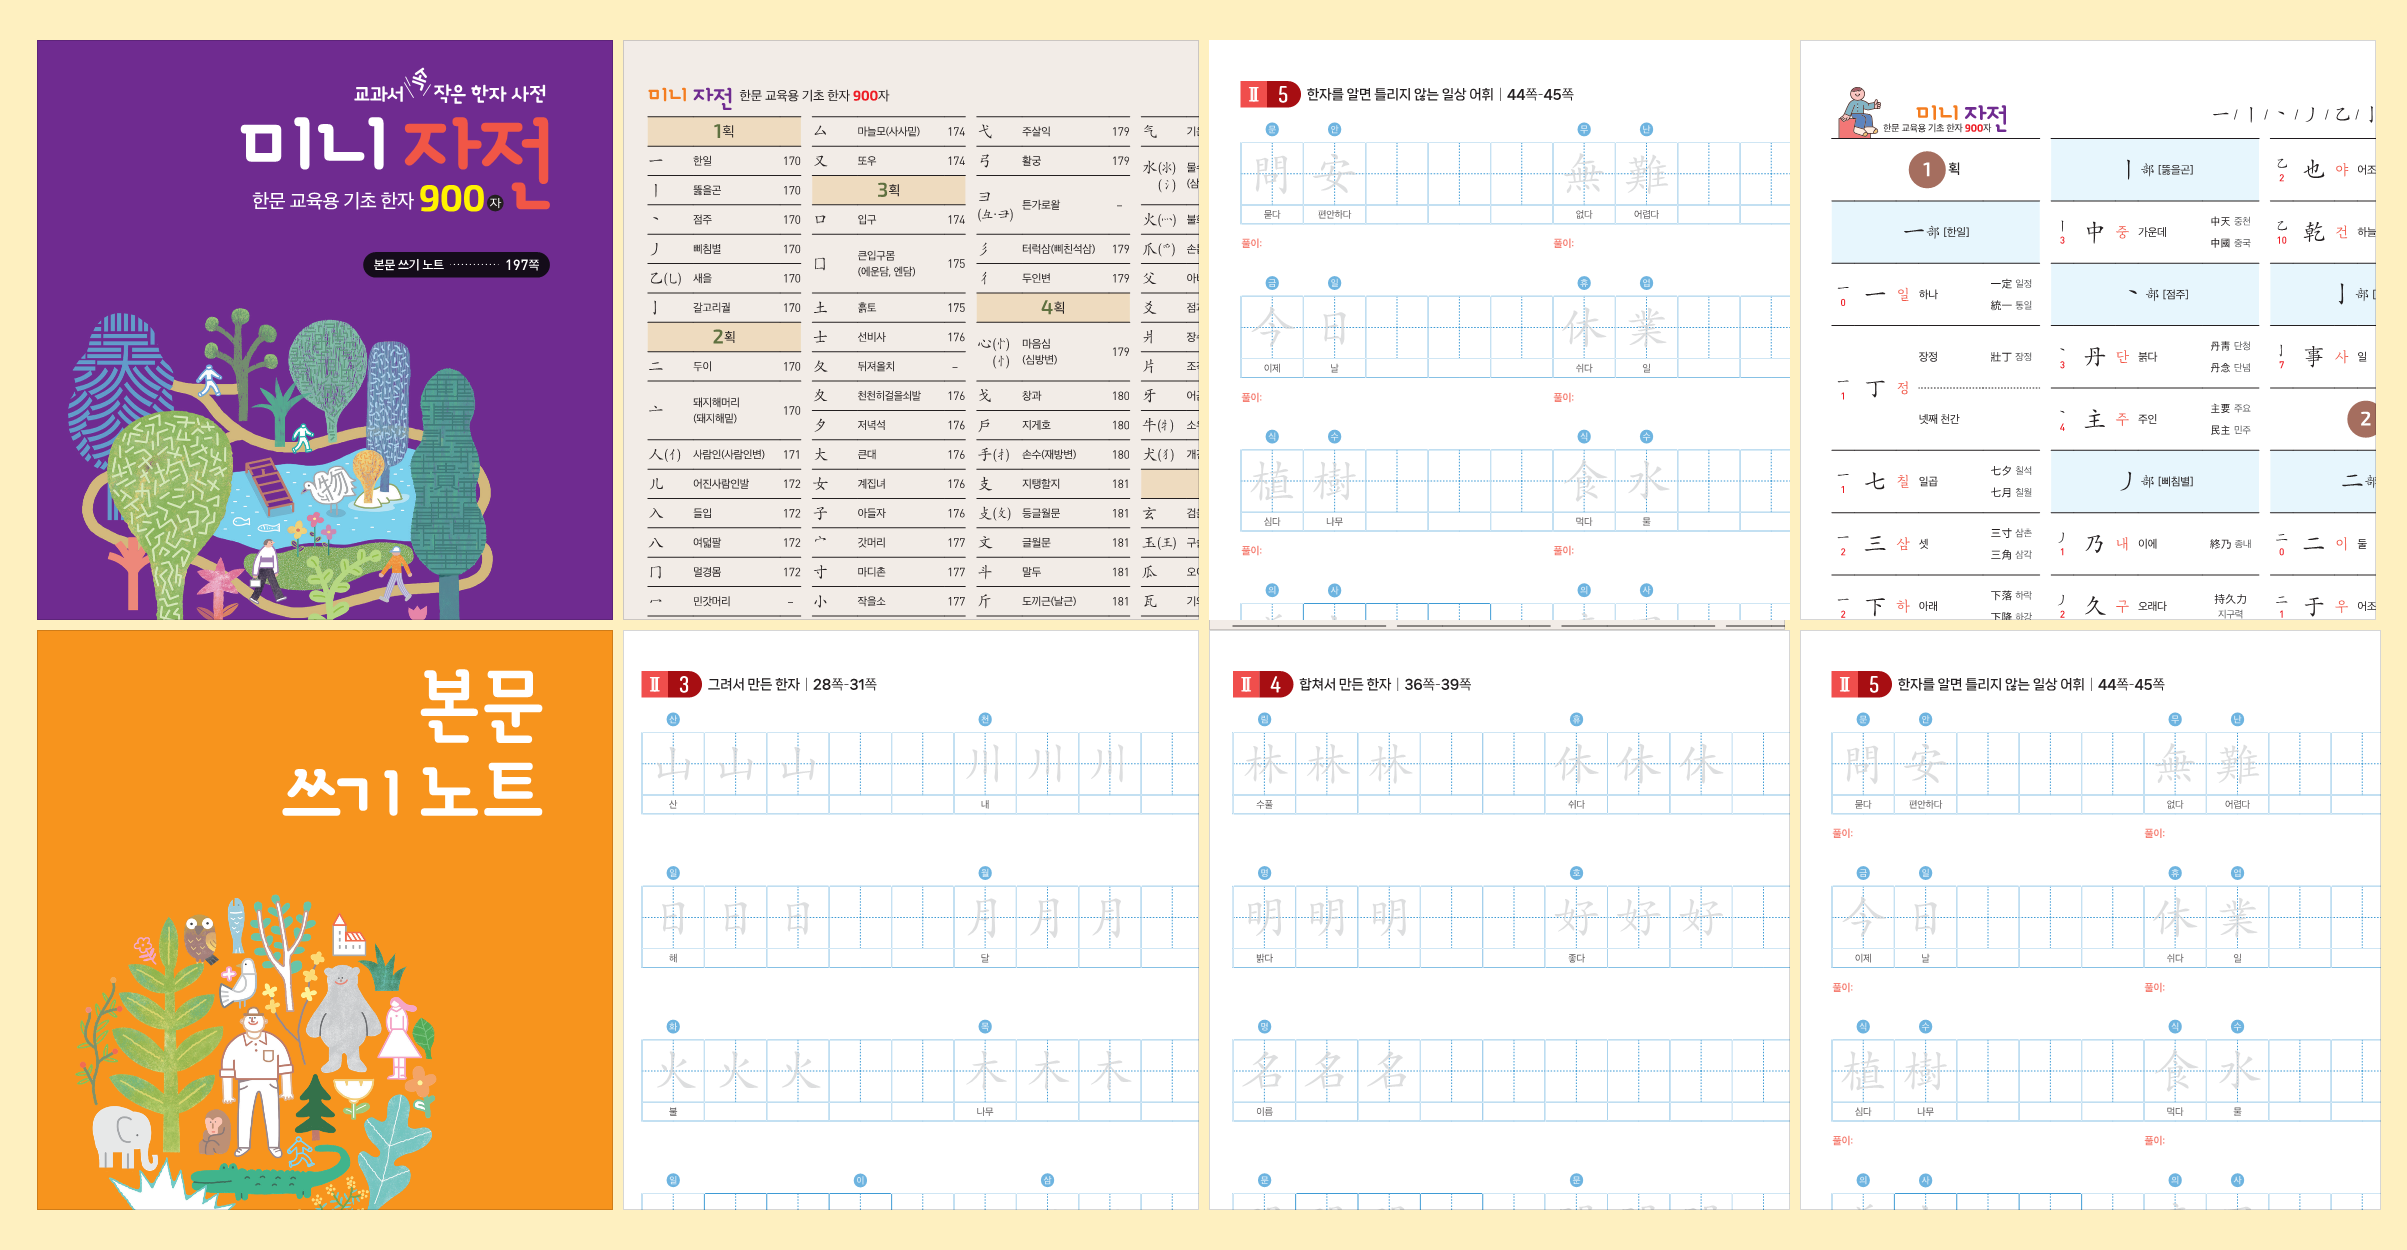 교과서 속 작은 한자 사전
미니 자전
한문 교육용 기초 한자 900자
본문 쓰기 노트 ············ 197쪽
미니 자전 한문 교육용 기초 한자 900자
1획
一 한일 170
丨 뚫을곤 170
丶 점주 170
丿 삐침별 170
乙(乚) 새을 170
亅 갈고리궐 170
2획
二 두이 170
亠 돼지해머리 170
(돼지해밑)
人(亻) 사람인(사람인변) 171
儿 어진사람인발 172
入 들입 172
八 여덟팔 172
冂 멀경몸 172
冖 민갓머리 –
厶 마늘모(사사밑) 174
又 또우 174
3획
口 입구 174
囗 큰입구몸 175
(에운담, 엔담)
土 흙토 175
士 선비사 176
夂 뒤져올치 –
夊 천천히걸을쇠발 176
夕 저녁석 176
大 큰대 176
女 계집녀 176
子 아들자 176
宀 갓머리 177
寸 마디촌 177
小 작을소 177
弋 주살익 179
弓 활궁 179
彐 튼가로왈 –
(彑·⺕)
彡 터럭삼(삐친석삼) 179
彳 두인변 179
4획
心(忄) 마음심 179
(㣺) (심방변)
戈 창과 180
戶 지게호 180
手(扌) 손수(재방변) 180
支 지탱할지 181
攴(攵) 등글월문 181
文 글월문 181
斗 말두 181
斤 도끼근(날근) 181
气
水(氺)
(氵)
火(灬)
爪(爫)
父
爻
爿
片
牙
牛(牜)
犬(犭)
玄
玉(王)
瓜
瓦
Ⅱ 5 한자를 알면 틀리지 않는 일상 어휘 | 44쪽-45쪽
문 안 무 난
問 安 無 難
묻다 편안하다 없다 어렵다
풀이: 풀이:
금 일 휴 업
今 日 休 業
이제 날 쉬다 일
풀이: 풀이:
식 수 식 수
植 樹 食 水
심다 나무 먹다 물
풀이: 풀이:
의 사 의 사
미니 자전
한문 교육용 기초 한자 900자
一 / 丨 / 丶 / 丿 / 乙 / 亅
1 획
一部 [한일]
一 0 一 일 하나 一定 일정
統一 통일
一 1 丁 정 장정 壯丁 장정
넷째 천간
一 1 七 칠 일곱 七夕 칠석
七月 칠월
一 2 三 삼 셋 三寸 삼촌
三角 삼각
一 2 下 하 아래 下落 하락
下降 하강
丨部 [뚫을곤]
丨 3 中 중 가운데 中天 중천
中國 중국
丶部 [점주]
丶 3 丹 단 붉다 丹靑 단청
丹念 단념
丶 4 主 주 주인 主要 주요
民主 민주
丿部 [삐침별]
丿 1 乃 내 이에 終乃 종내
丿 2 久 구 오래다 持久力
지구력
乙 2 也 야 어조
乙 10 乾 건 하늘
亅部
亅 7 事 사 일
2
二部
二 0 二 이 둘
二 1 于 우 어조
본문
쓰기 노트
Ⅱ 3 그려서 만든 한자 | 28쪽-31쪽
산 천
山 山 山 川 川 川
산 내
일 월
日 日 日 月 月 月
해 달
화 목
火 火 火 木 木 木
불 나무
일 이 삼
Ⅱ 4 합쳐서 만든 한자 | 36쪽-39쪽
림 휴
林 林 林 休 休 休
수풀 쉬다
명 호
明 明 明 好 好 好
밝다 좋다
명
名 名 名
이름
문 문
Ⅱ 5 한자를 알면 틀리지 않는 일상 어휘 | 44쪽-45쪽
문 안 무 난
問 安 無 難
묻다 편안하다 없다 어렵다
풀이: 풀이:
금 일 휴 업
今 日 休 業
이제 날 쉬다 일
풀이: 풀이:
식 수 식 수
植 樹 食 水
심다 나무 먹다 물
풀이: 풀이:
의 사 의 사